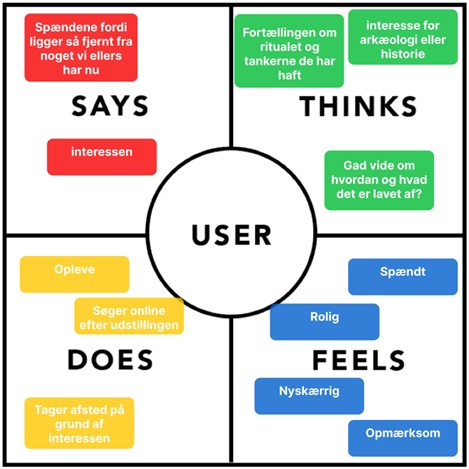 Spændene fordi
ligger så fjernt fra
noget vi ellers
har nu
SAYS
interessen
Fortællingen om
ritualet og
tankerne de har
haft
interesse for
arkæologi eller
historie
THINKS
Gad vide om
hvordan og hvad
det er lavet af?
USER
Opleve
Søger online
efter udstillingen
DOES
Tager afsted på
grund af
interessen
Spændt
Rolig
FEELS
Nyskærrig
Opmærksom